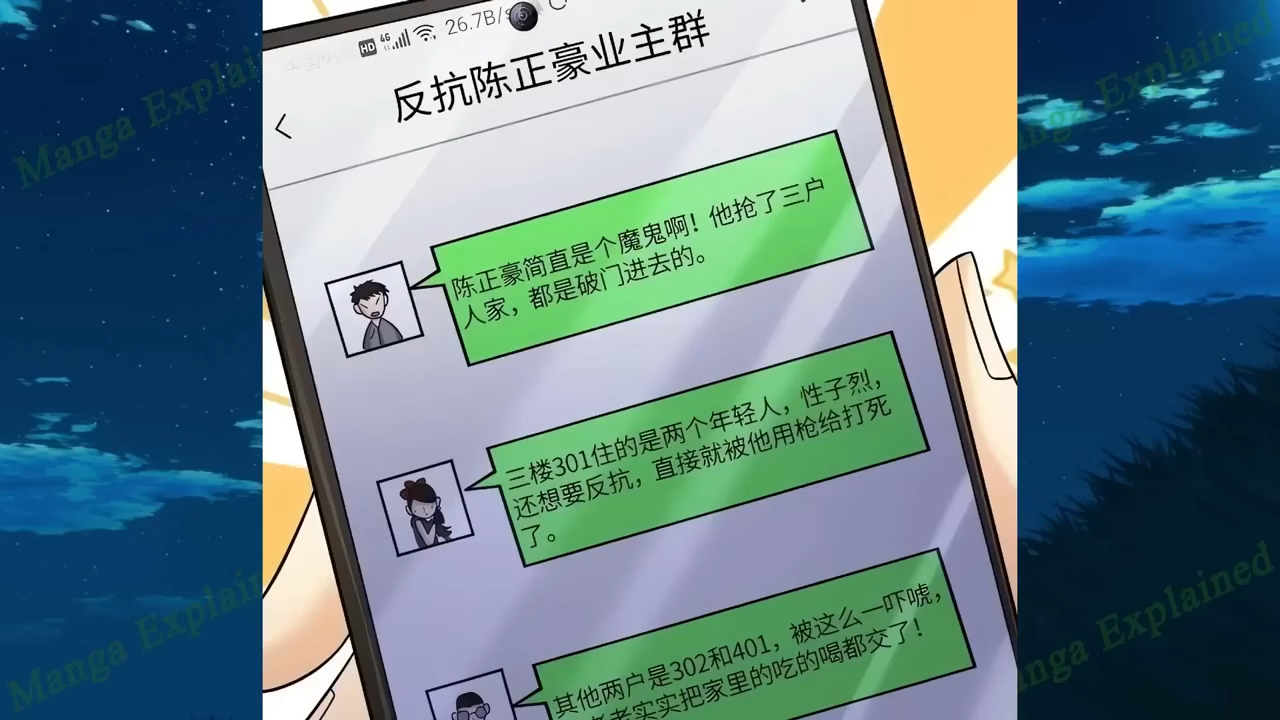 HD 4G 26.7B/s
反抗陈正豪业主群
陈正豪简直是个魔鬼啊！他抢了三户
人家，都是破门进去的。
三楼301住的是两个年轻人，性子烈，
还想要反抗，直接就被他用枪给打死
了。
其他两户是302和401，被这么一吓唬，
老老实实把家里的吃的喝都交了！
Manga Explained
Manga Explained
Manga Explained
Manga Explained